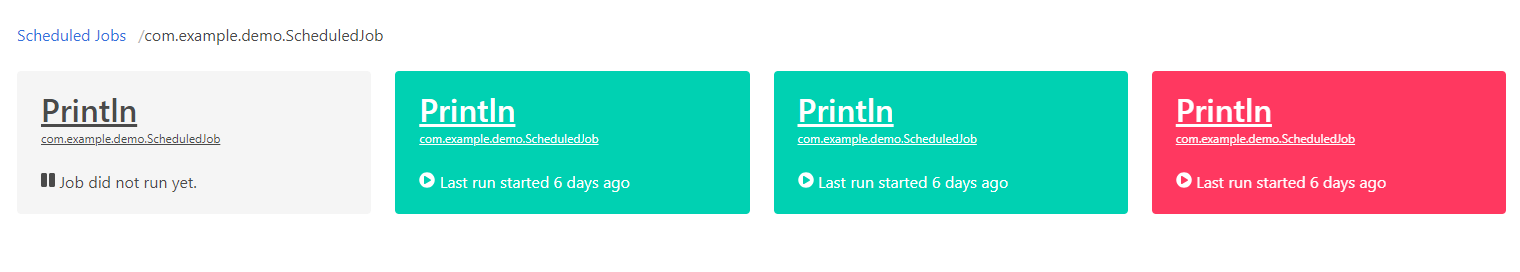 Scheduled Jobs /com.example.demo.ScheduledJob
Println
com.example.demo.ScheduledJob
Job did not run yet.
Println
com.example.demo.ScheduledJob
Last run started 6 days ago
Println
com.example.demo.ScheduledJob
Last run started 6 days ago
Println
com.example.demo.ScheduledJob
Last run started 6 days ago